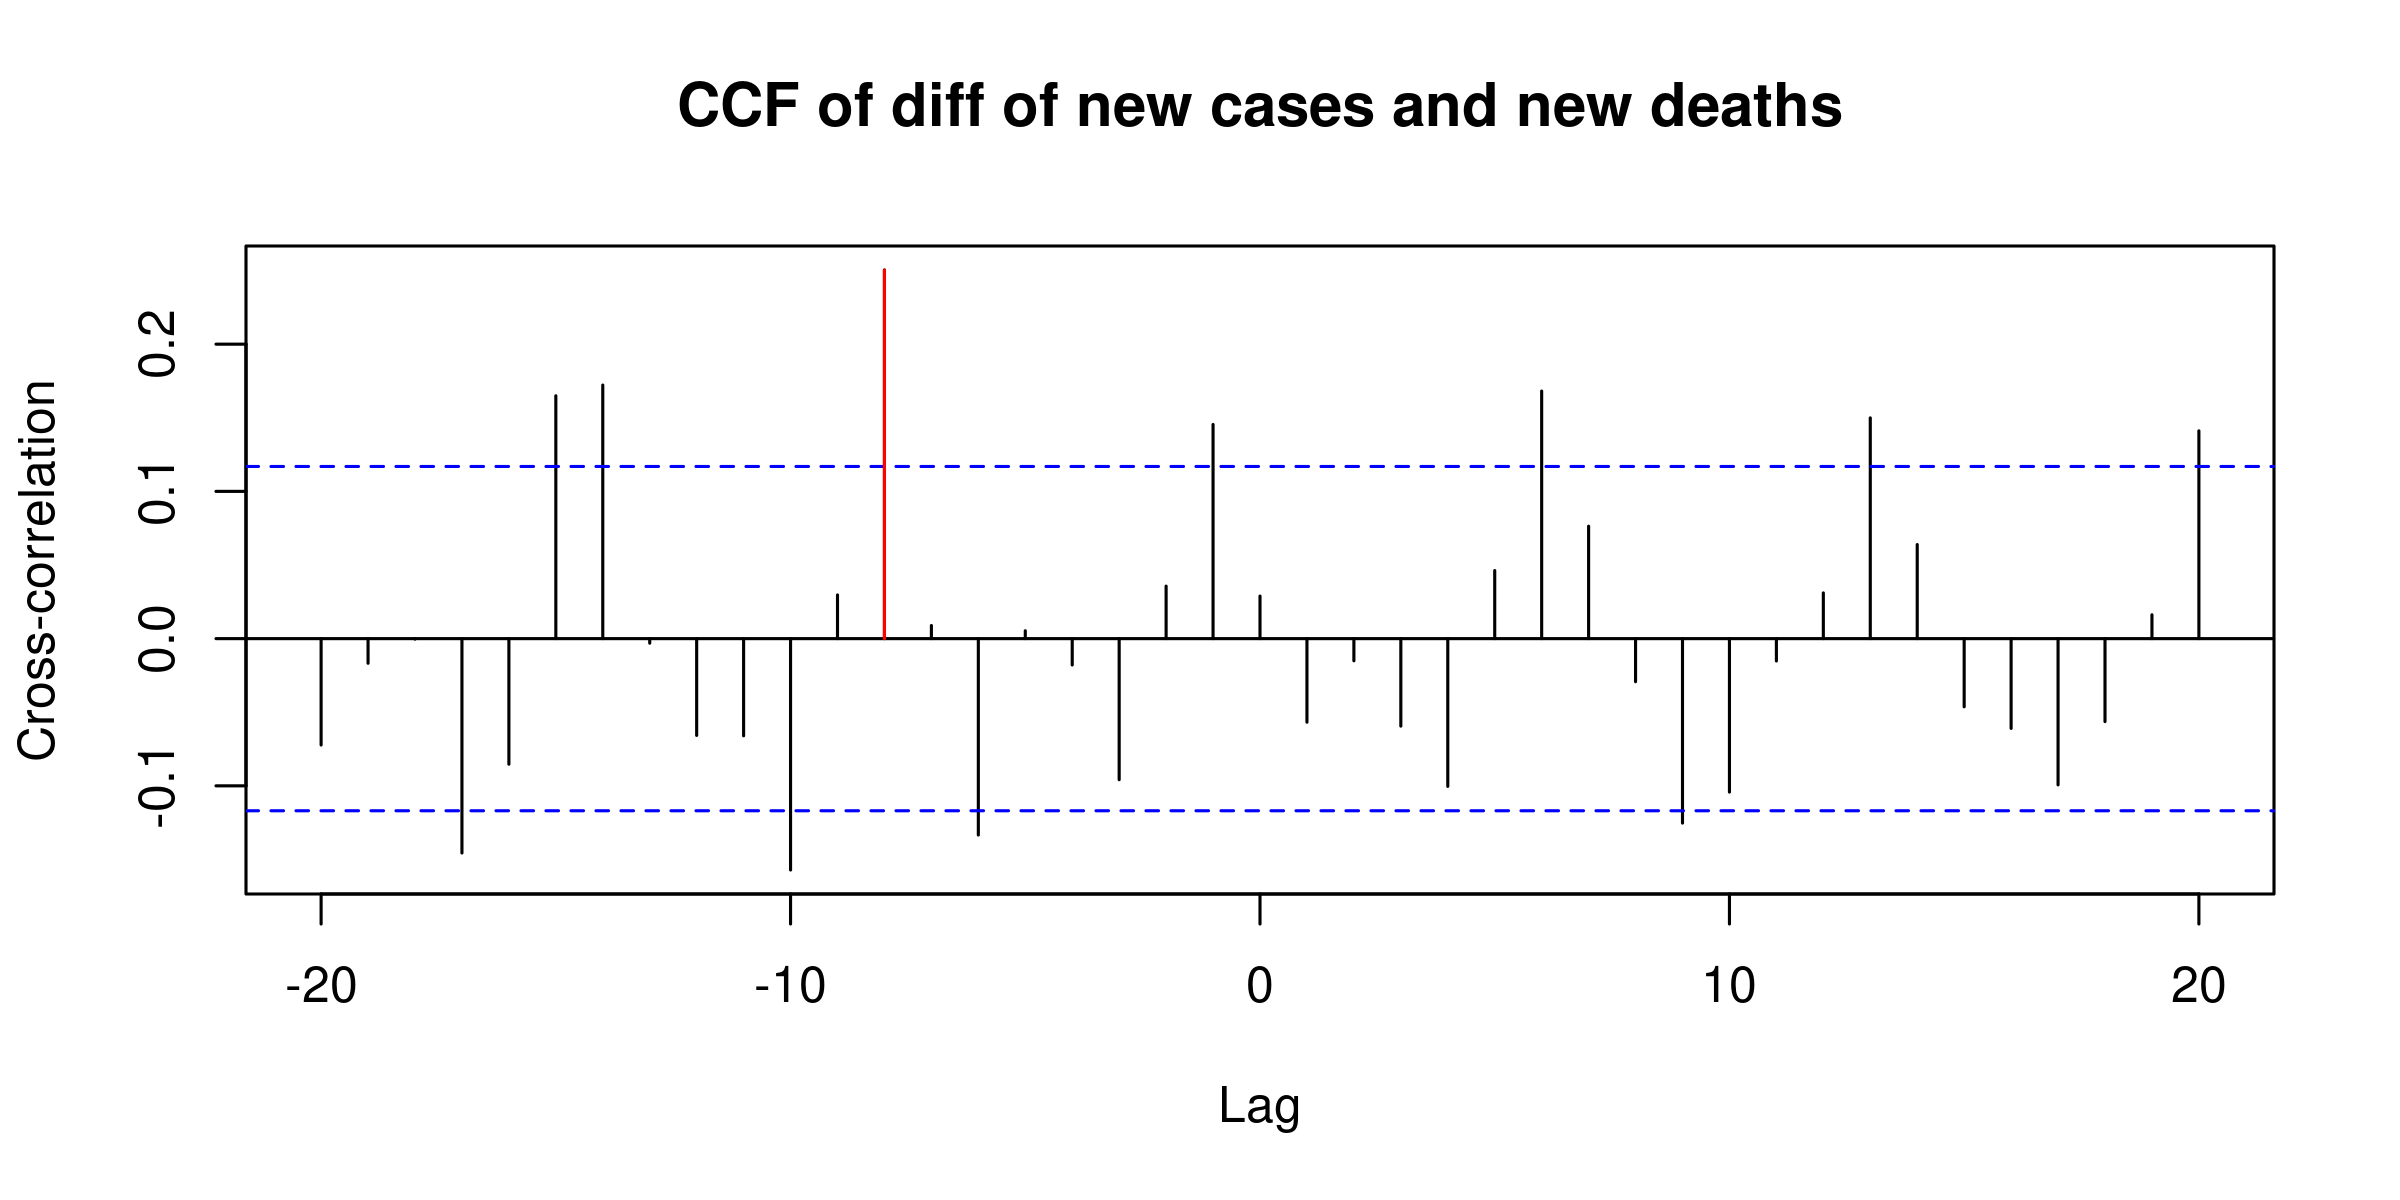 CCF of diff of new cases and new deaths
Cross-correlation
0.2
0.1
0.0
-0.1
-20 -10 0 10 20
Lag